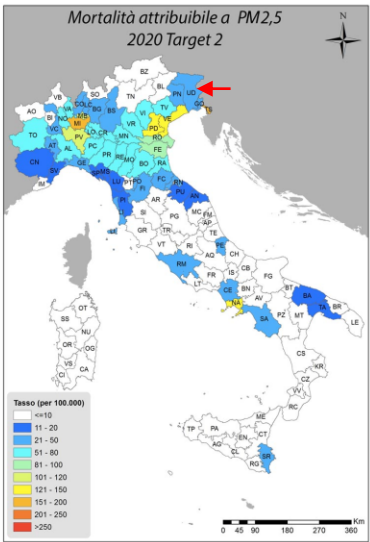 Mortalità attribuibile a PM2,5
2020 Target 2
N
BZ
VB
SO
BL
PN
UD
AO
TN
GO
TS
BI
VA
CO
LC
BG
BS
VI
TV
VE
NO
MB
MI
VR
PD
TO
VC
PV
LO
CR
MN
RO
AT
AL
PC
PR
RE
MO
FE
BO
RA
CN
GE
SV
IM
SP
MS
LU
PT
PO
FC
RN
FI
PU
AN
PI
LI
AR
SI
PG
MC
FM
AP
GR
TR
TE
VT
RI
PE
AQ
CH
RM
FR
IS
CB
LT
FG
CE
BN
BT
BA
NA
AV
SA
PZ
MT
TA
BR
LE
CS
KR
CZ
VV
RC
OT
SS
NU
OR
OG
VS
CI
CA
ME
TP
PA
EN
CT
AG
CL
RG
SR
Tasso (per 100.000)
<=10
11 - 20
21 - 50
51 - 80
81 - 100
101 - 120
121 - 150
151 - 200
201 - 250
>250
Km
0 45 90 180 270 360